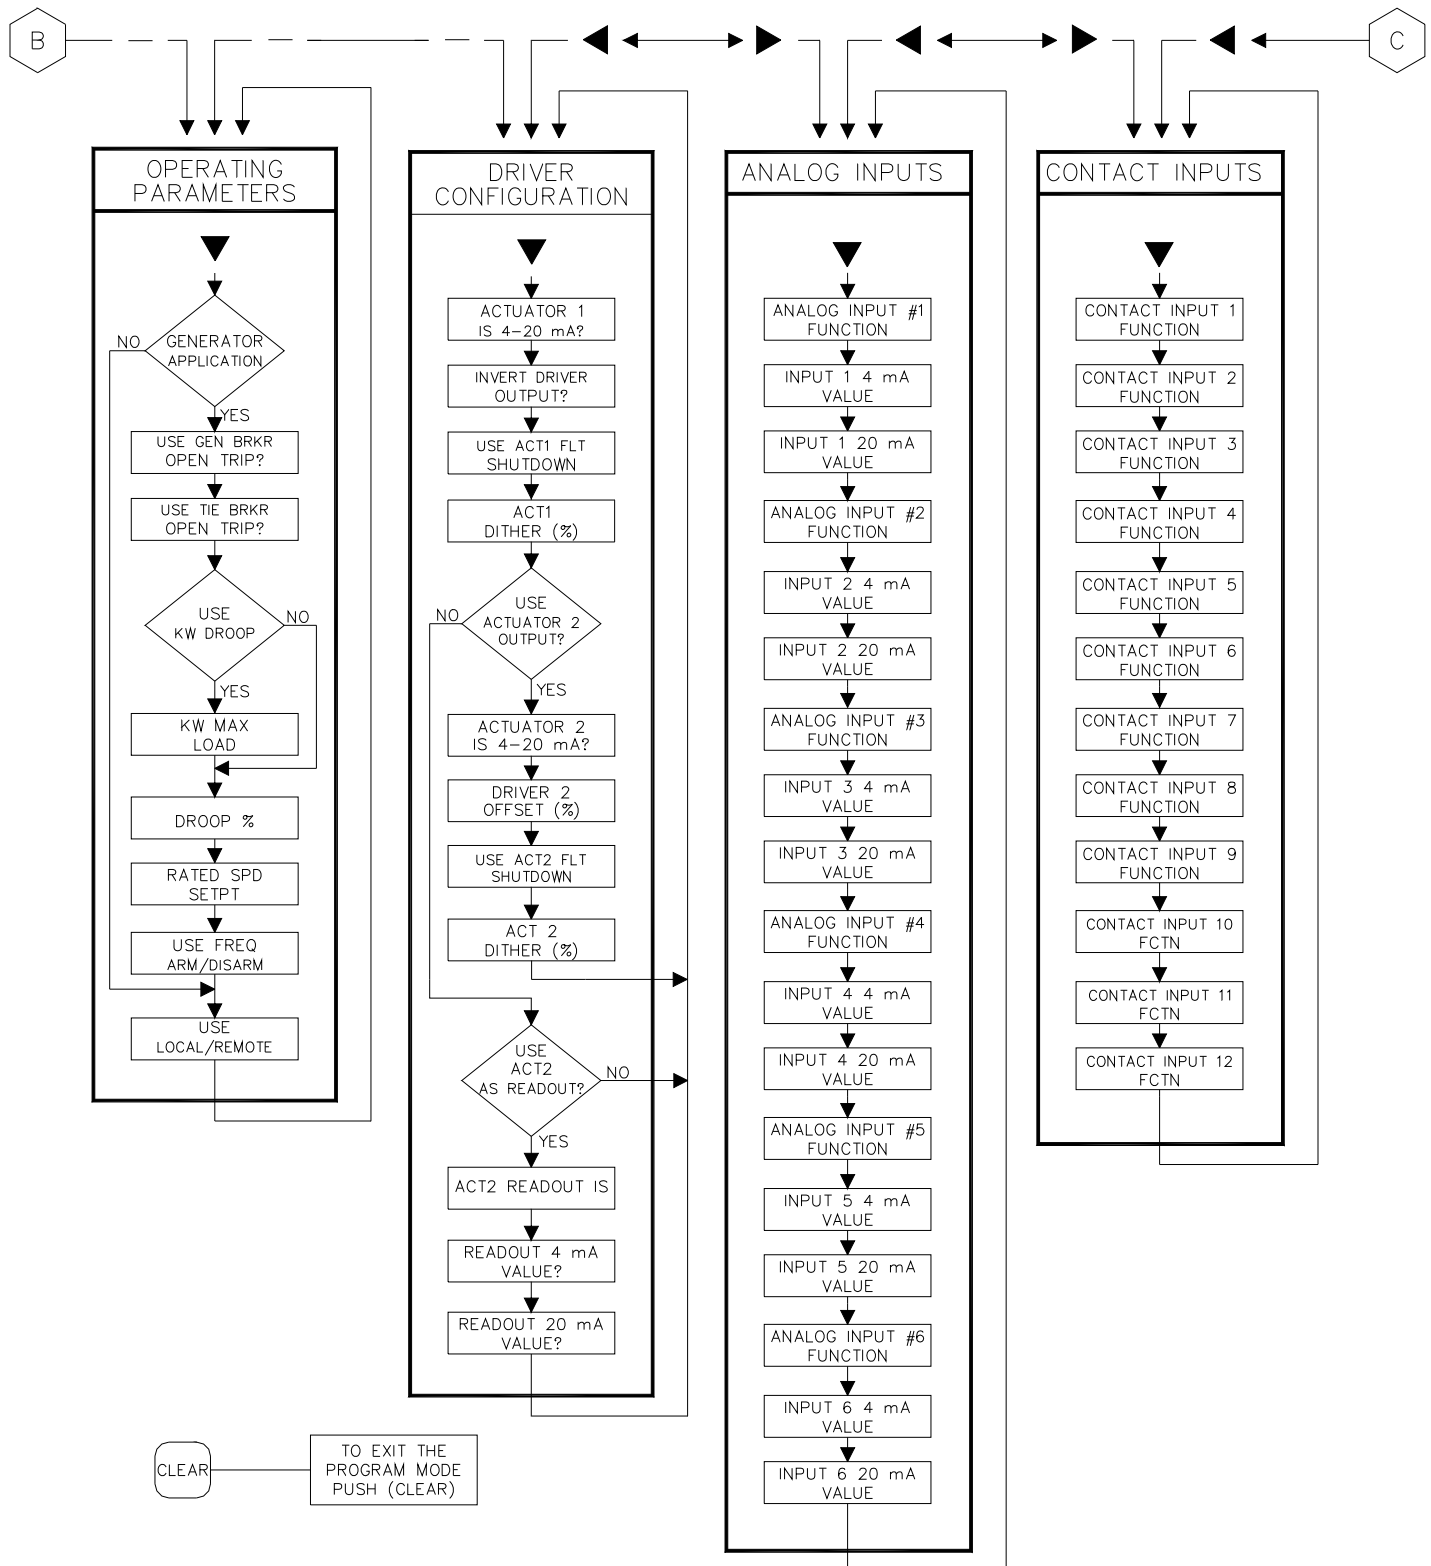 B
C
OPERATING
PARAMETERS
GENERATOR
APPLICATION
NO
YES
USE GEN BRKR
OPEN TRIP?
USE TIE BRKR
OPEN TRIP?
USE
KW DROOP
NO
YES
KW MAX
LOAD
DROOP %
RATED SPD
SETPT
USE FREQ
ARM/DISARM
USE
LOCAL/REMOTE
DRIVER
CONFIGURATION
ACTUATOR 1
IS 4-20 mA?
INVERT DRIVER
OUTPUT?
USE ACT1 FLT
SHUTDOWN
ACT1
DITHER (%)
NO
USE
ACTUATOR 2
OUTPUT?
YES
ACTUATOR 2
IS 4-20 mA?
DRIVER 2
OFFSET (%)
USE ACT2 FLT
SHUTDOWN
ACT 2
DITHER (%)
USE
ACT2
AS READOUT?
NO
YES
ACT2 READOUT IS
READOUT 4 mA
VALUE?
READOUT 20 mA
VALUE?
ANALOG INPUTS
ANALOG INPUT #1
FUNCTION
INPUT 1 4 mA
VALUE
INPUT 1 20 mA
VALUE
ANALOG INPUT #2
FUNCTION
INPUT 2 4 mA
VALUE
INPUT 2 20 mA
VALUE
ANALOG INPUT #3
FUNCTION
INPUT 3 4 mA
VALUE
INPUT 3 20 mA
VALUE
ANALOG INPUT #4
FUNCTION
INPUT 4 4 mA
VALUE
INPUT 4 20 mA
VALUE
ANALOG INPUT #5
FUNCTION
INPUT 5 4 mA
VALUE
INPUT 5 20 mA
VALUE
ANALOG INPUT #6
FUNCTION
INPUT 6 4 mA
VALUE
INPUT 6 20 mA
VALUE
CONTACT INPUTS
CONTACT INPUT 1
FUNCTION
CONTACT INPUT 2
FUNCTION
CONTACT INPUT 3
FUNCTION
CONTACT INPUT 4
FUNCTION
CONTACT INPUT 5
FUNCTION
CONTACT INPUT 6
FUNCTION
CONTACT INPUT 7
FUNCTION
CONTACT INPUT 8
FUNCTION
CONTACT INPUT 9
FUNCTION
CONTACT INPUT 10
FCTN
CONTACT INPUT 11
FCTN
CONTACT INPUT 12
FCTN
CLEAR
TO EXIT THE
PROGRAM MODE
PUSH (CLEAR)